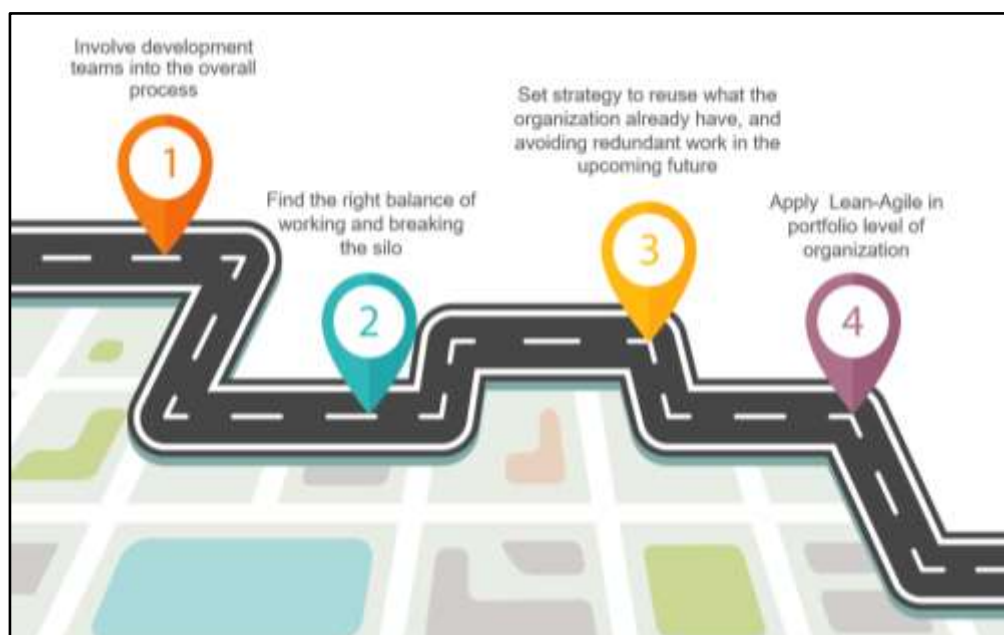 Involve development
teams into the overall
process
1
Find the right balance of
working and breaking
the silo
2
Set strategy to reuse what the
organization already have, and
avoiding redundant work in the
upcoming future
3
Apply Lean-Agile in
portfolio level of
organization
4